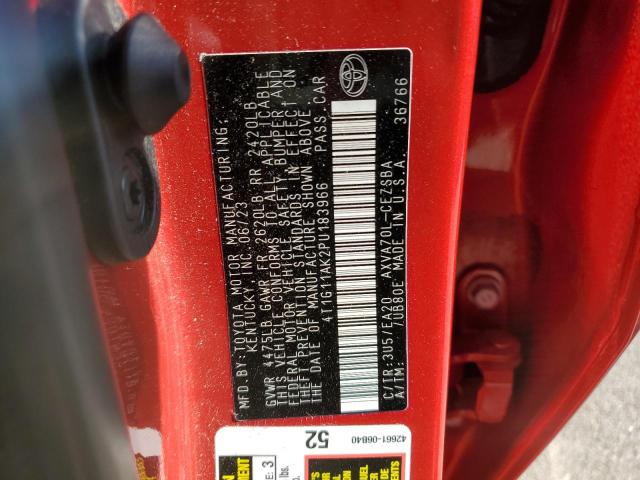 MFD. BY: TOYOTA MOTOR MANUFACTURING,
KENTUCKY, INC. 06/23
GVWR 4475LB GAWR FR 2620LB RR 2420LB
THIS VEHICLE CONFORMS TO ALL APPLICABLE
FEDERAL MOTOR VEHICLE SAFETY, BUMPER AND
THEFT PREVENTION STANDARDS IN EFFECT ON
THE DATE OF MANUFACTURE SHOWN ABOVE.
4T1G11AK2PU183966 PASS. CAR
C/TR: 3U5/EA20 AXVA70L-CEZSBA
A/TM: 7UB80E MADE IN U.S.A. 36766
52
42661-06B40